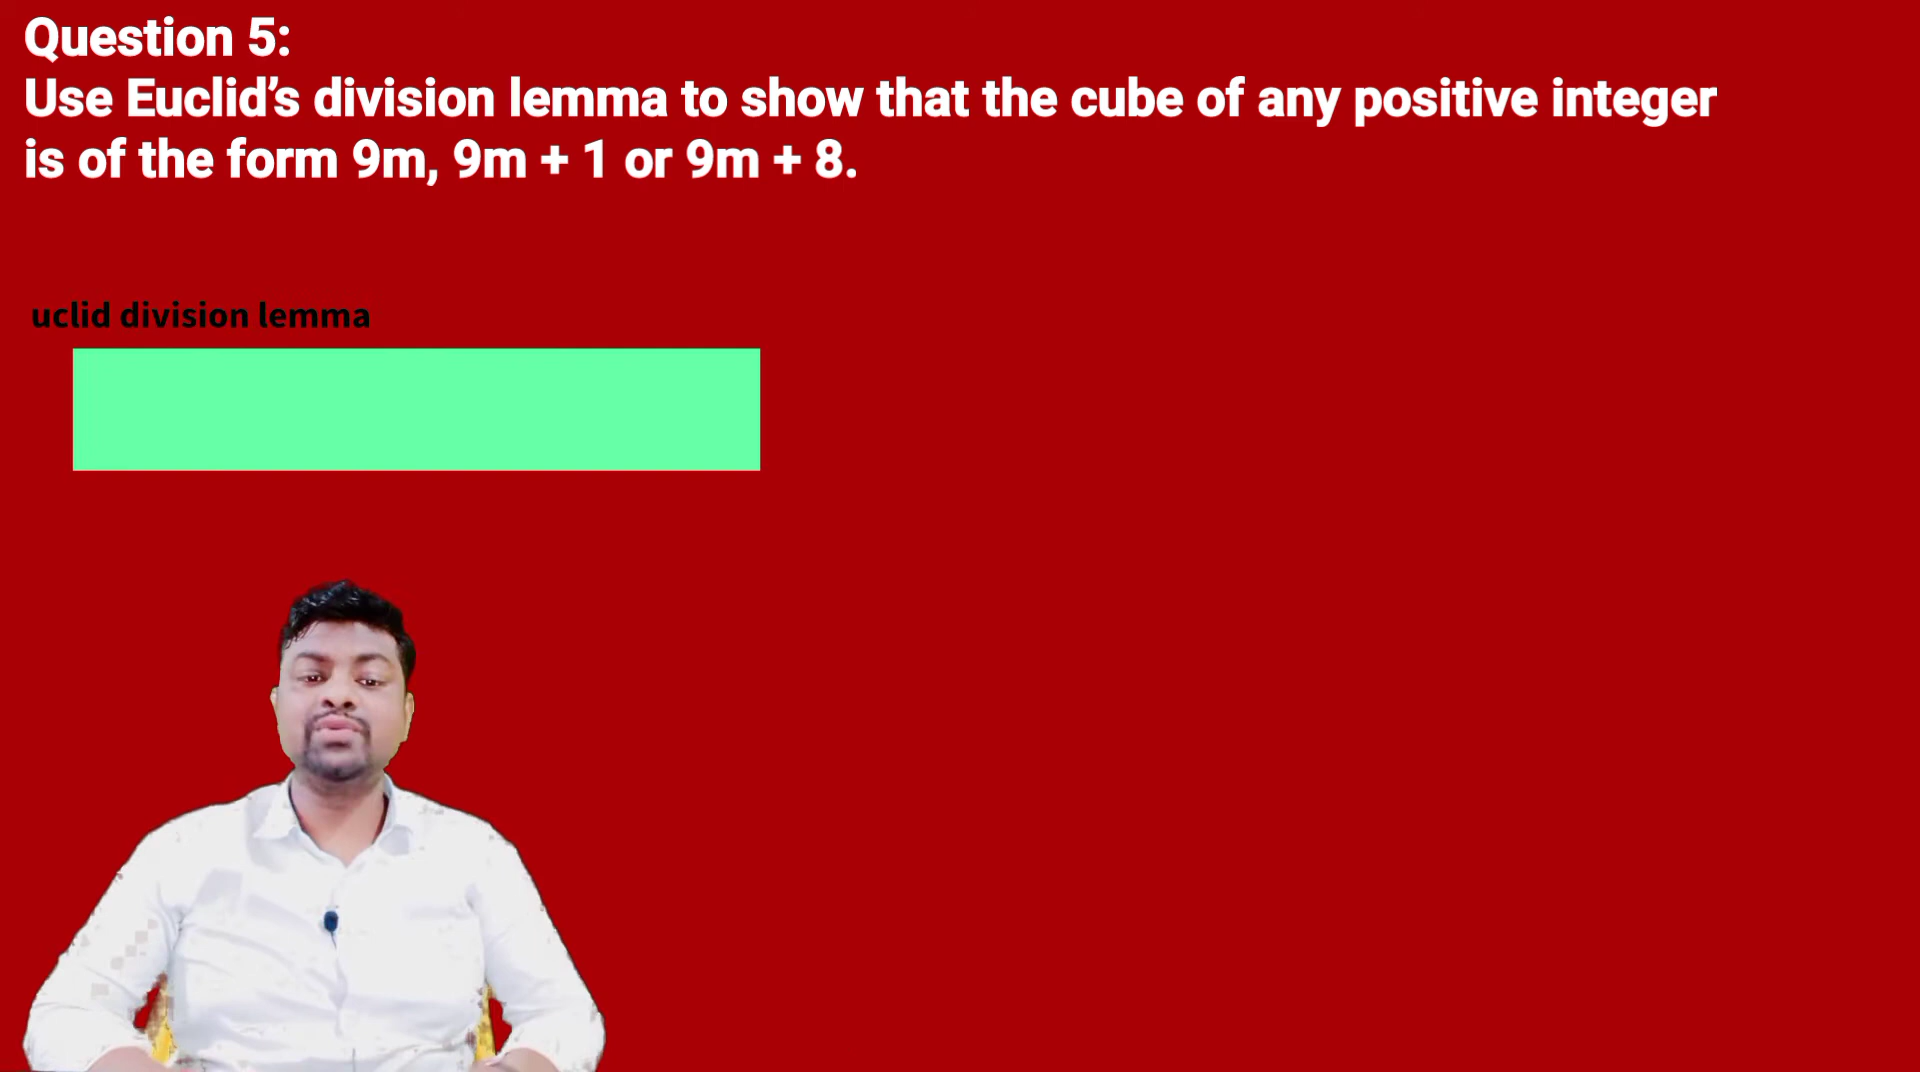 Question 5:
Use Euclid’s division lemma to show that the cube of any positive integer
is of the form 9m, 9m + 1 or 9m + 8.
uclid division lemma